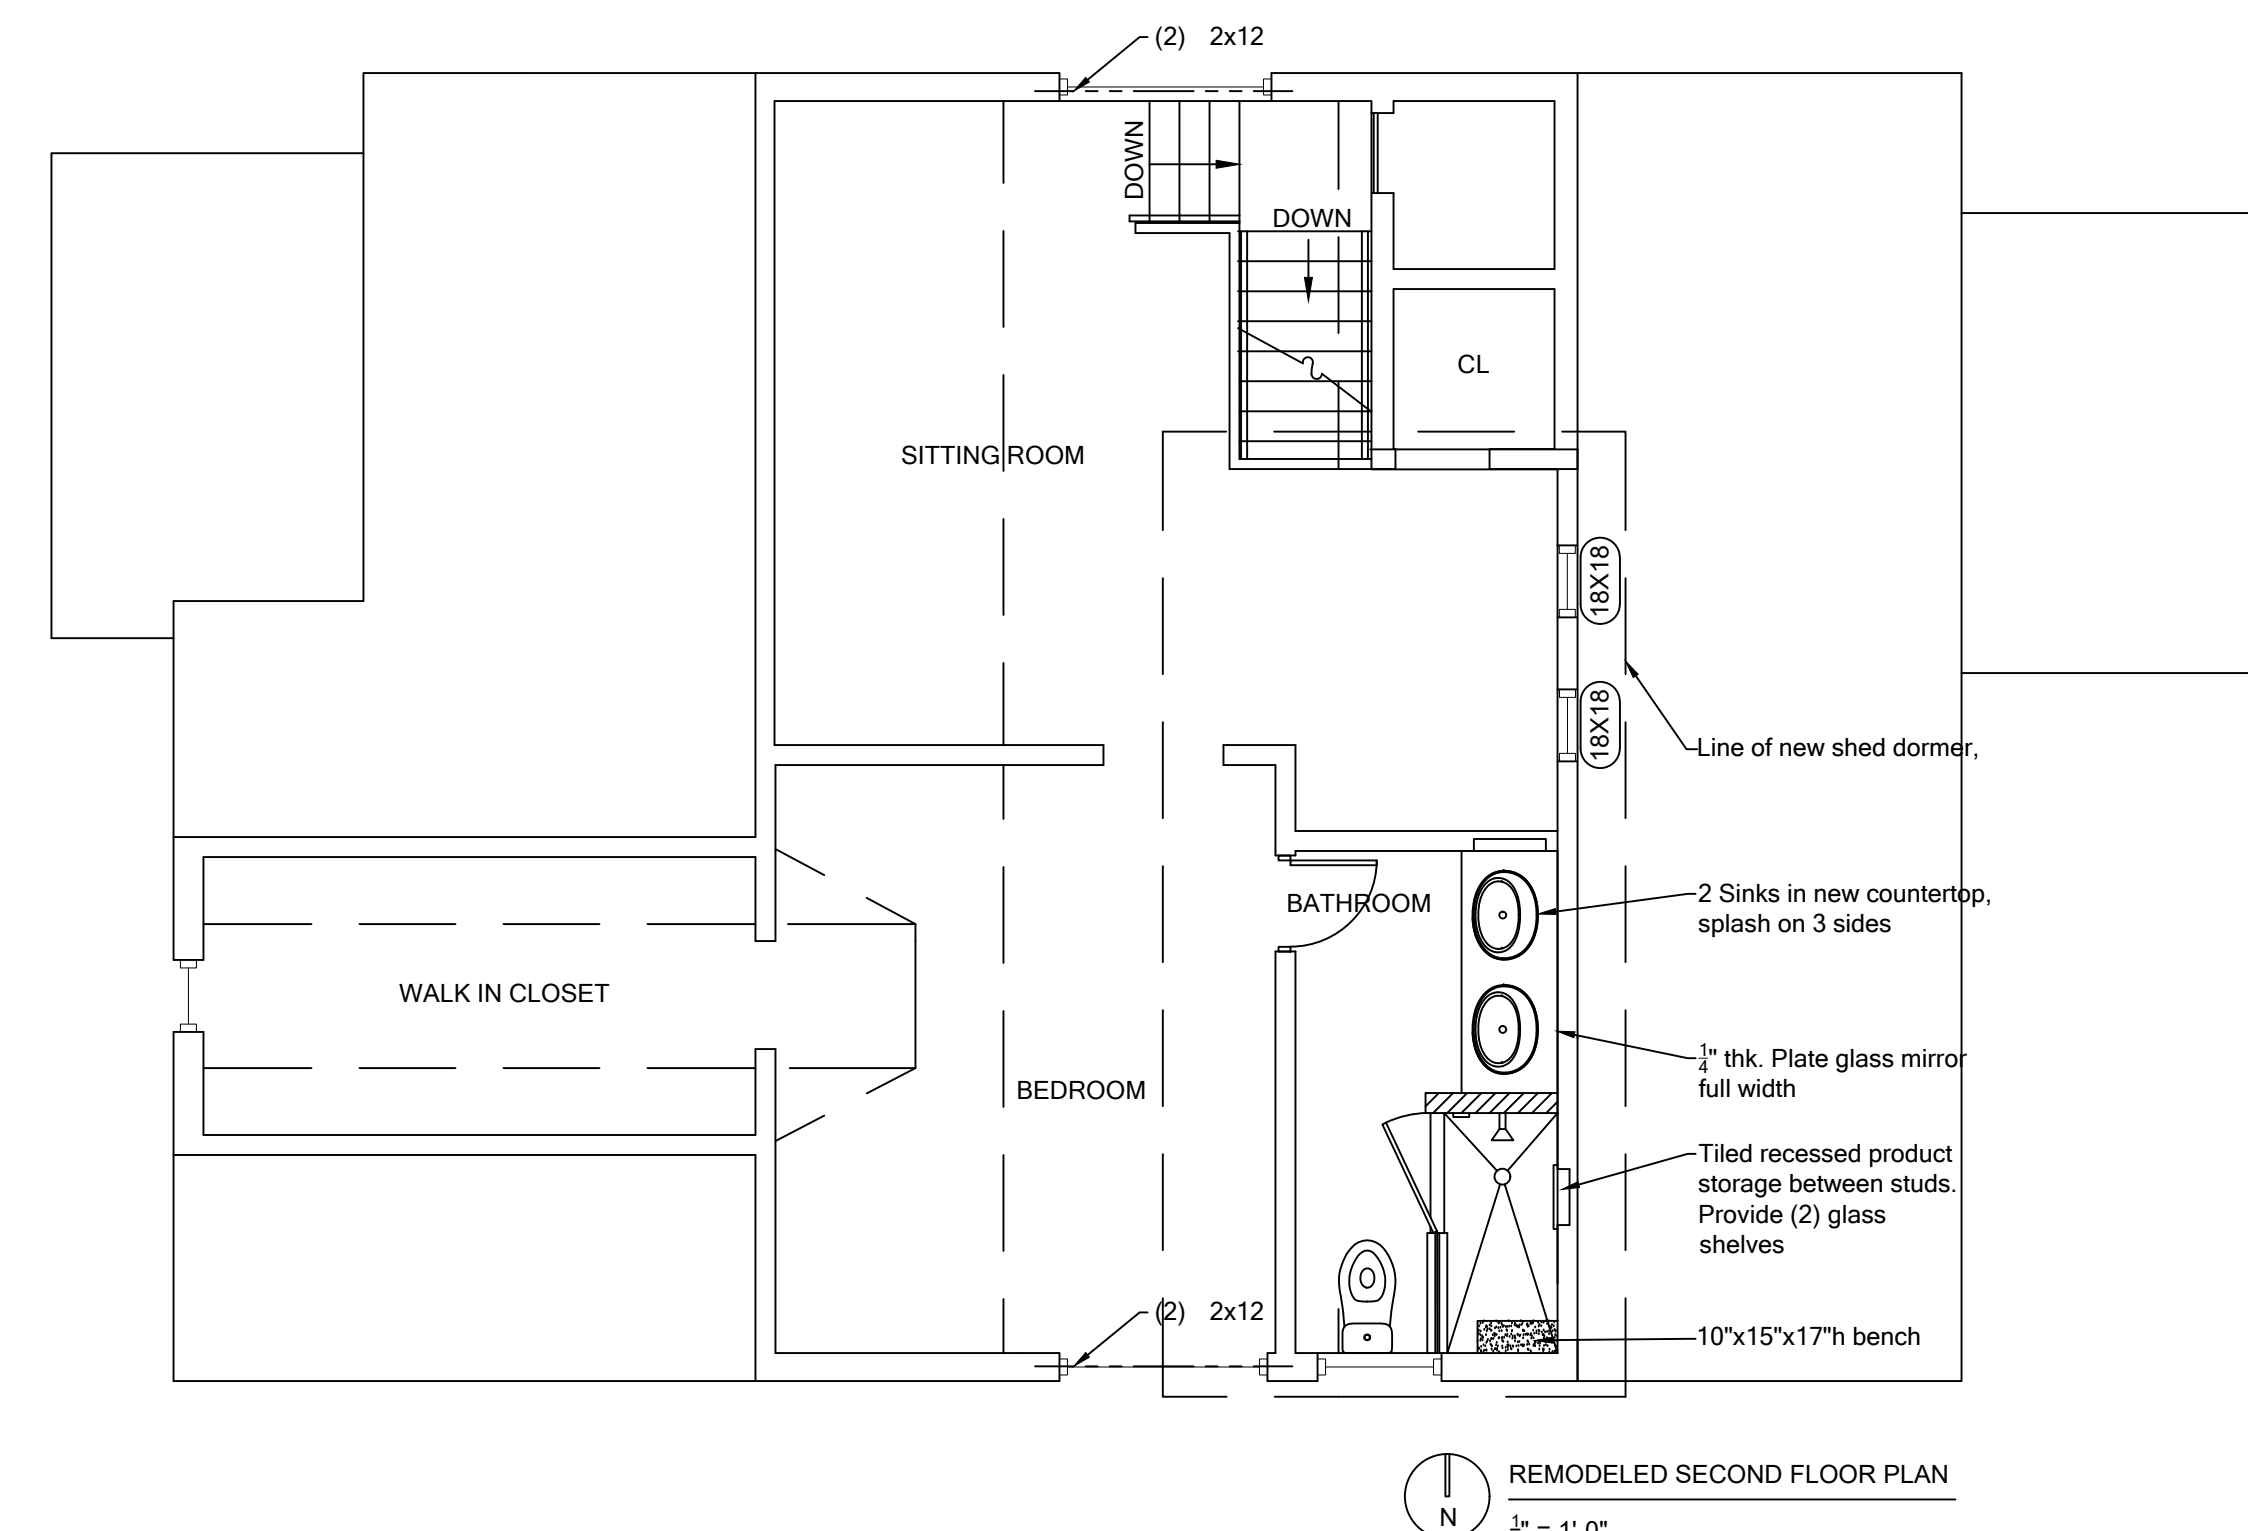 (2) 2x12
DOWN
DOWN
CL
SITTING ROOM
18X18
18X18
Line of new shed dormer,
2 Sinks in new countertop,
splash on 3 sides
BATHROOM
WALK IN CLOSET
1/4" thk. Plate glass mirror
full width
BEDROOM
Tiled recessed product
storage between studs.
Provide (2) glass
shelves
(2) 2x12
10"x15"x17"h bench
REMODELED SECOND FLOOR PLAN
N
" = 1'-0"